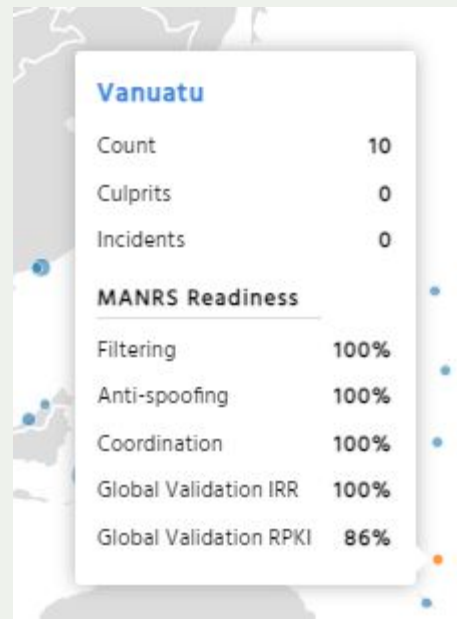 Vanuatu
Count 10
Culprits 0
Incidents 0
MANRS Readiness
Filtering 100%
Anti-spoofing 100%
Coordination 100%
Global Validation IRR 100%
Global Validation RPKI 86%